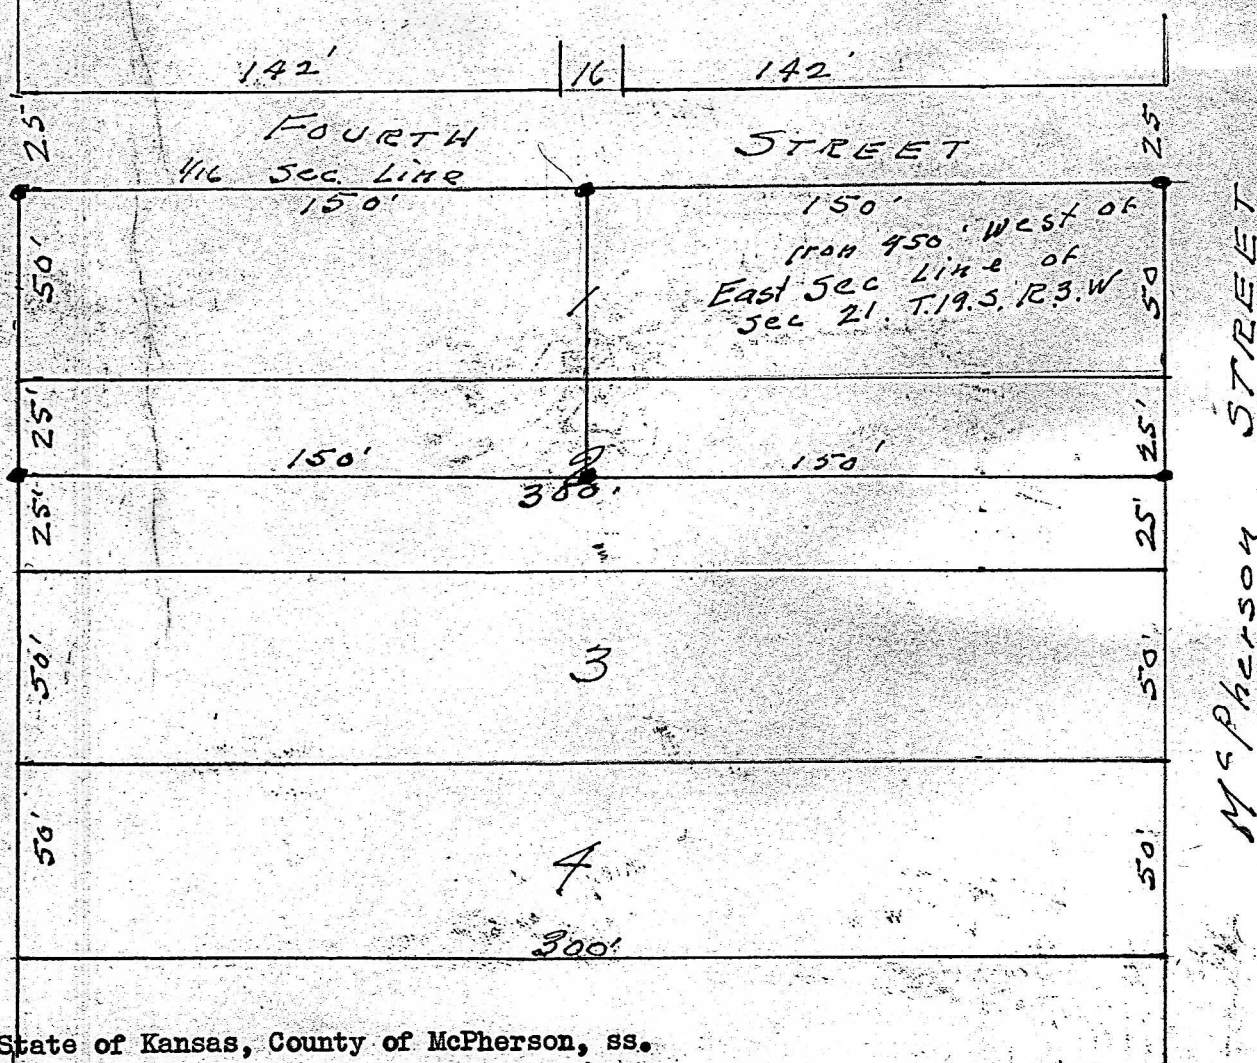 142' 16 142'
25' 25
FOURTH STREET
1/16 Sec Line
150' 150'
Iron 450' West of
East Sec Line of
Sec 21. T.19.S. R.3.W
50' 1 50
25' 25'
150' 2 150'
300'
25' 25'
50' 3 50'
50' 4 50'
300'
McPherson STREET
State of Kansas, County of McPherson, ss.